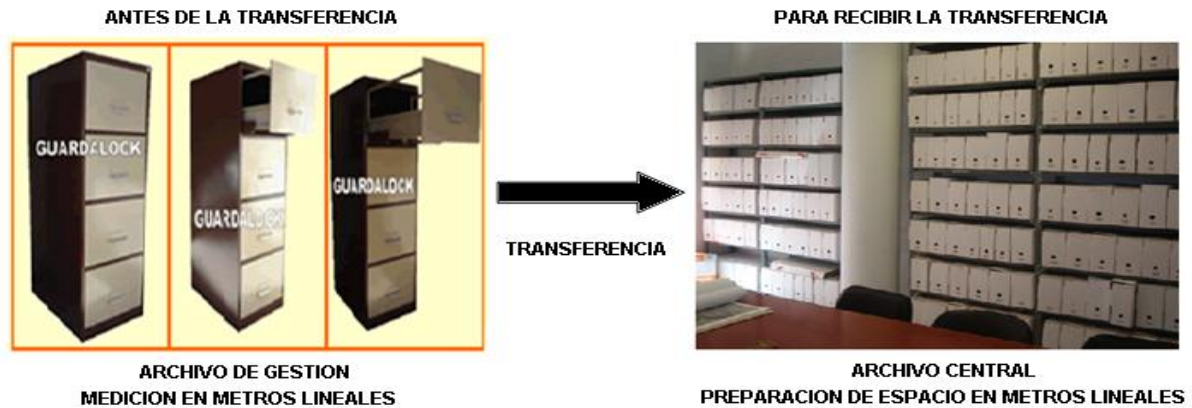 ANTES DE LA TRANSFERENCIA
PARA RECIBIR LA TRANSFERENCIA
GUARDALOCK
GUARDALOCK
GUARDALOCK
TRANSFERENCIA
ARCHIVO DE GESTION
MEDICION EN METROS LINEALES
ARCHIVO CENTRAL
PREPARACION DE ESPACIO EN METROS LINEALES